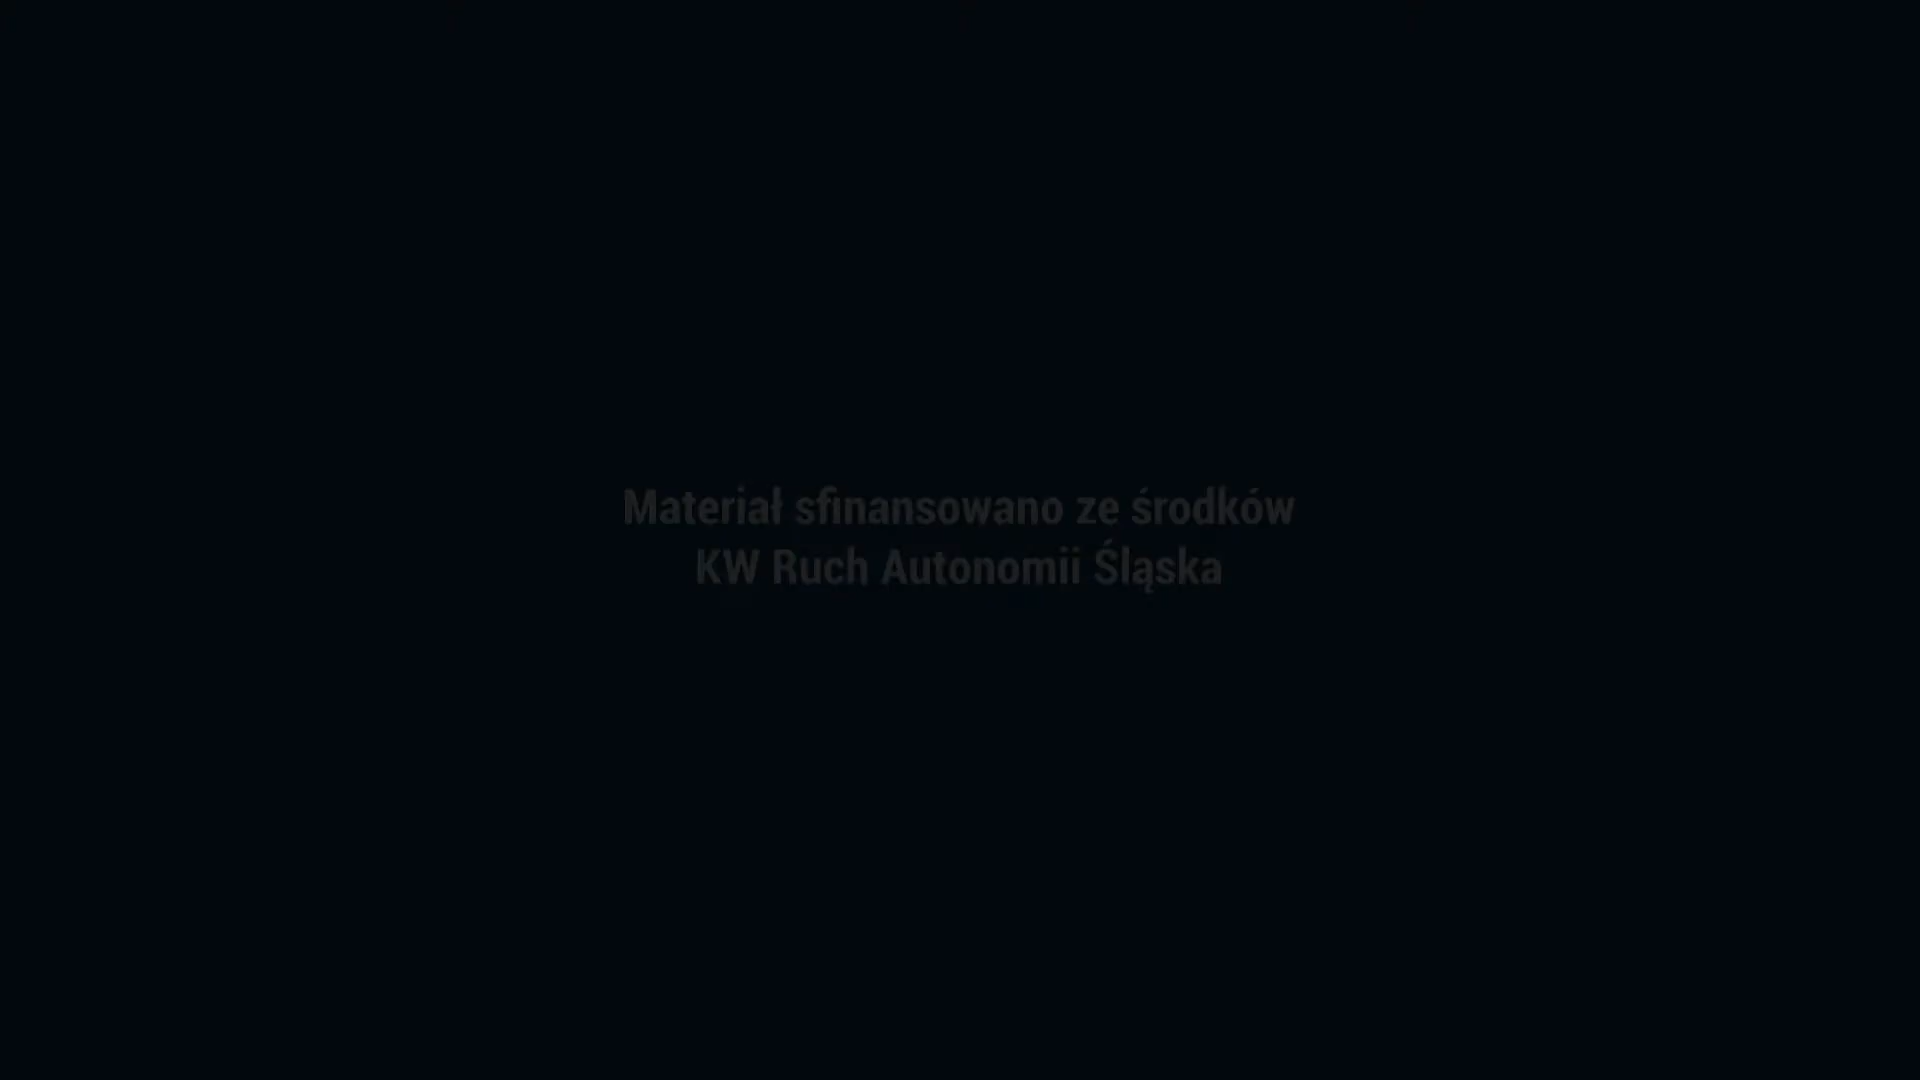 Materiał sfinansowano ze środków
KW Ruch Autonomii Śląska